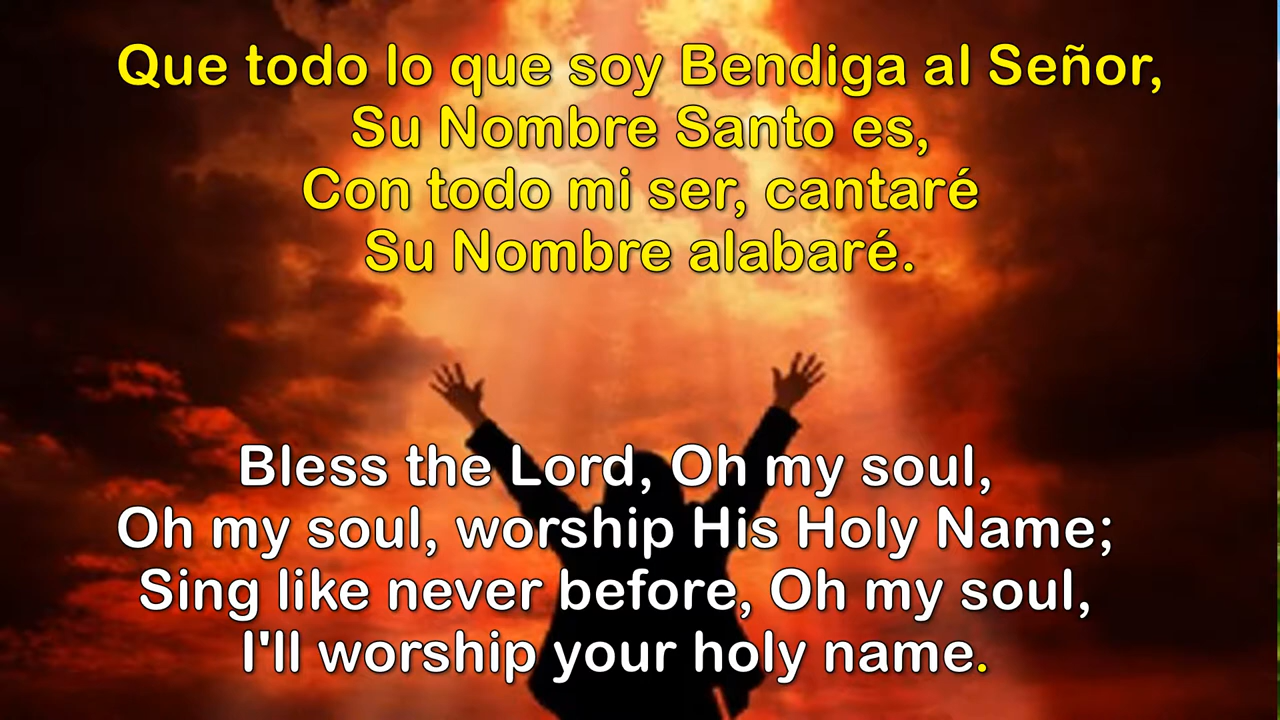 Que todo lo que soy Bendiga al Señor,
Su Nombre Santo es,
Con todo mi ser, cantaré
Su Nombre alabaré.
Bless the Lord, Oh my soul,
Oh my soul, worship His Holy Name;
Sing like never before, Oh my soul,
I'll worship your holy name.